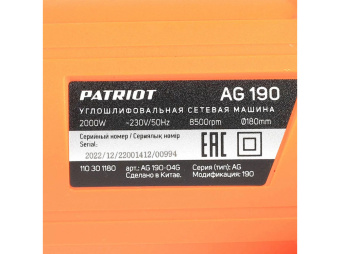 PATRIOT AG 190
УГЛОШЛИФОВАЛЬНАЯ СЕТЕВАЯ МАШИНА
2000W ~230V/50Hz 8500rpm Ø180mm
Серийный номер / Сериялық нөмір
Serial:
2022/12/22001412/00994
EAC
110 30 1180 арт.: AG 190-04G Серия (тип): AG
Сделано в Китае. Модификация: 190